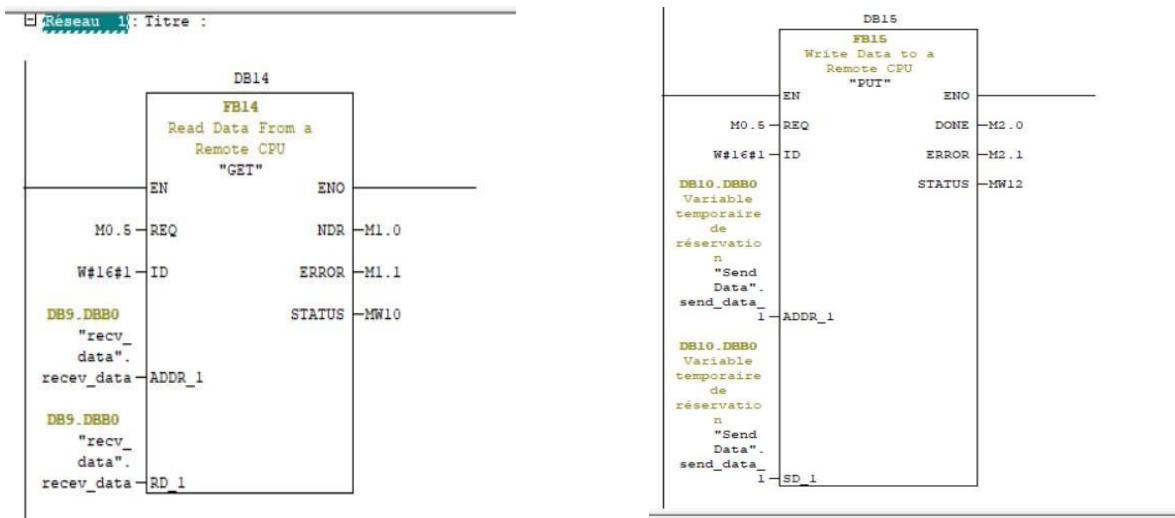 Réseau 1: Titre :
DB14
FB14
Read Data From a
Remote CPU
"GET"
EN ENO
M0.5 REQ NDR M1.0
W#16#1 ID ERROR M1.1
DB9.DBB0 STATUS MW10
"recv_
data".
recev_data ADDR_1
DB9.DBB0
"recv_
data".
recev_data RD_1
DB15
FB15
Write Data to a
Remote CPU
"PUT"
EN ENO
M0.5 REQ DONE M2.0
W#16#1 ID ERROR M2.1
DB10.DBB0 STATUS MW12
Variable
temporaire
de
réservatio
n
"Send
Data".
send_data_
1 ADDR_1
DB10.DBB0
Variable
temporaire
de
réservatio
n
"Send
Data".
send_data_
1 SD_1